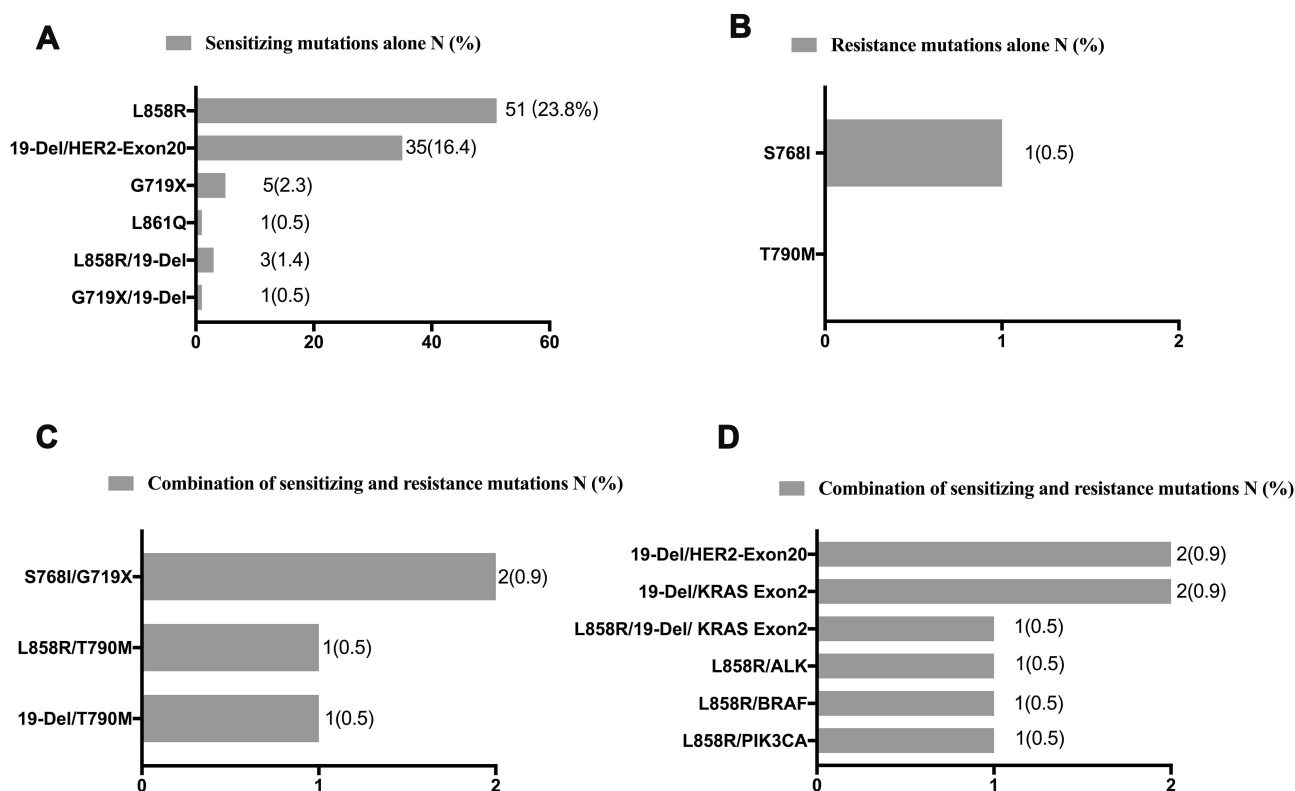 A
Sensitizing mutations alone N (%)
L858R
51 (23.8%)
19-Del/HER2-Exon20
35(16.4)
G719X
5(2.3)
L861Q
1(0.5)
L858R/19-Del
3(1.4)
G719X/19-Del
1(0.5)
0 20 40 60
B
Resistance mutations alone N (%)
S768I
1(0.5)
T790M
0 1 2
C
Combination of sensitizing and resistance mutations N (%)
S768I/G719X
2(0.9)
L858R/T790M
1(0.5)
19-Del/T790M
1(0.5)
0 1 2
D
Combination of sensitizing and resistance mutations N (%)
19-Del/HER2-Exon20
2(0.9)
19-Del/KRAS Exon2
2(0.9)
L858R/19-Del/ KRAS Exon2
1(0.5)
L858R/ALK
1(0.5)
L858R/BRAF
1(0.5)
L858R/PIK3CA
1(0.5)
0 1 2